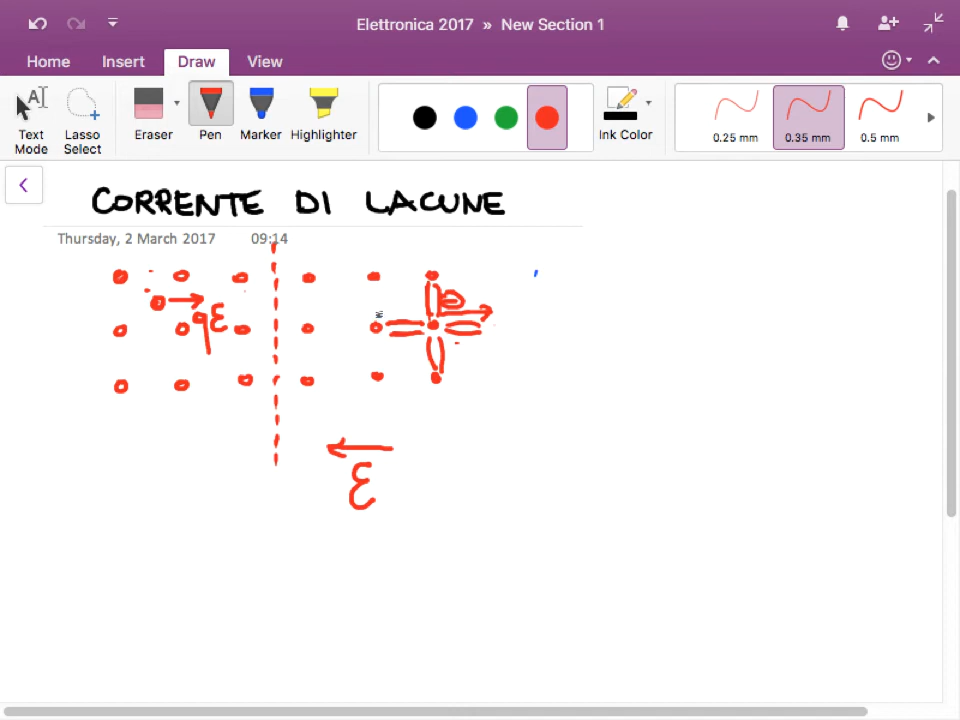 Elettronica 2017 » New Section 1
Home Insert Draw View
Text Mode
Lasso Select
Eraser
Pen
Marker
Highlighter
Ink Color
0.25 mm
0.35 mm
0.5 mm
CORRENTE DI LACUNE
Thursday, 2 March 2017 09:14
qℰ
ℰ